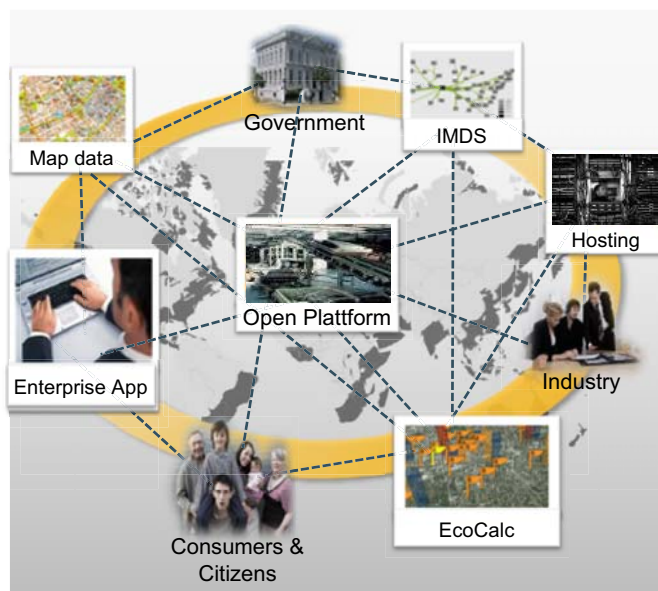 Government
Map data
IMDS
Hosting
Open Plattform
Enterprise App
Industry
Consumers &
Citizens
EcoCalc